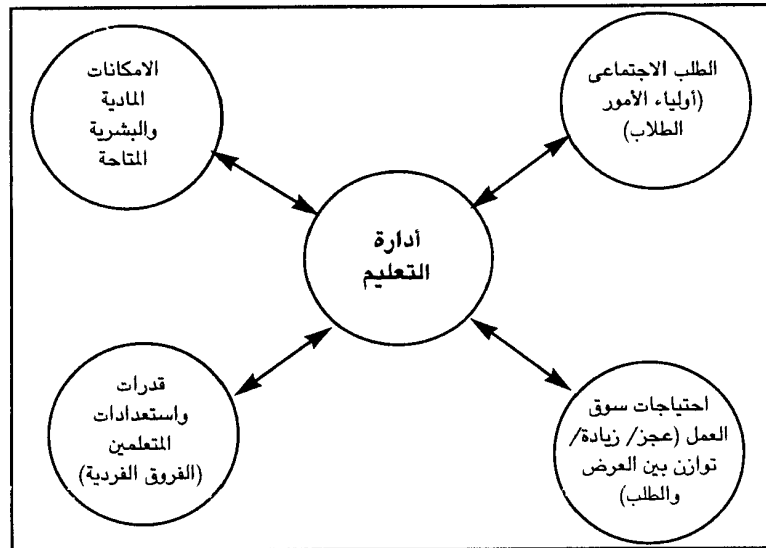 الطلب الاجتماعى
(أولياء الأمور
الطلاب)
الامكانات
المادية
والبشرية
المتاحة
أدارة
التعليم
احتياجات سوق
العمل (عجز/ زيادة/
توازن بين العرض
والطلب)
قدرات
واستعدادات
المتعلمين
(الفروق الفردية)